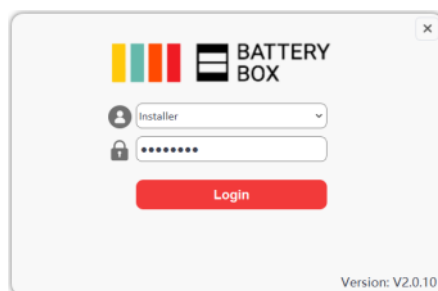 BATTERY
BOX
Installer
••••••••
Login
Version: V2.0.10